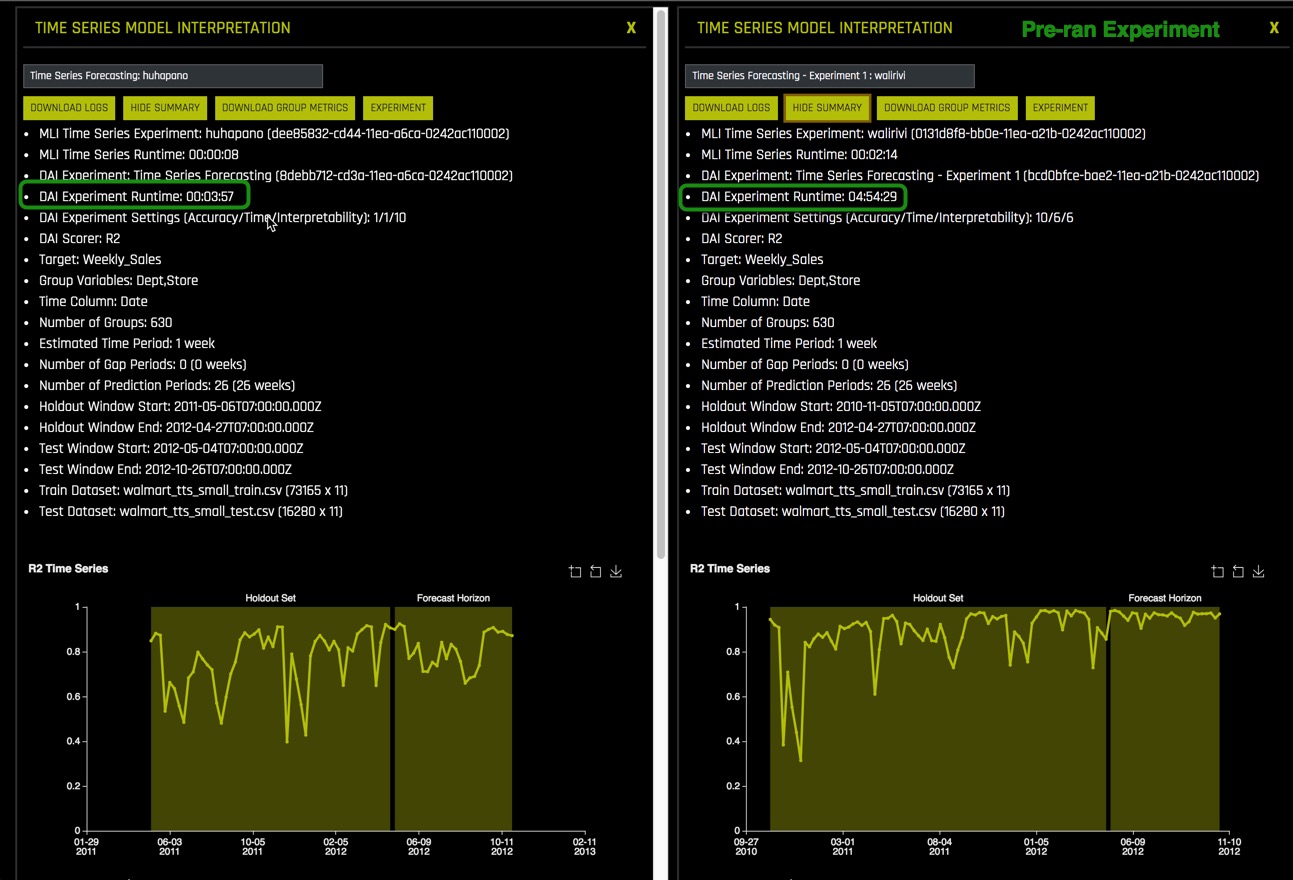 TIME SERIES MODEL INTERPRETATION
X
Time Series Forecasting: huhapano
DOWNLOAD LOGS
HIDE SUMMARY
DOWNLOAD GROUP METRICS
EXPERIMENT
MLI Time Series Experiment: huhapano (dee85832-cd44-11ea-a6ca-0242ac110002)
MLI Time Series Runtime: 00:00:08
DAI Experiment: Time Series Forecasting (8debb712-cd3a-11ea-a6ca-0242ac110002)
DAI Experiment Runtime: 00:03:57
DAI Experiment Settings (Accuracy/Time/Interpretability): 1/1/10
DAI Scorer: R2
Target: Weekly_Sales
Group Variables: Dept,Store
Time Column: Date
Number of Groups: 630
Estimated Time Period: 1 week
Number of Gap Periods: 0 (0 weeks)
Number of Prediction Periods: 26 (26 weeks)
Holdout Window Start: 2011-05-06T07:00:00.000Z
Holdout Window End: 2012-04-27T07:00:00.000Z
Test Window Start: 2012-05-04T07:00:00.000Z
Test Window End: 2012-10-26T07:00:00.000Z
Train Dataset: walmart_tts_small_train.csv (73165 x 11)
Test Dataset: walmart_tts_small_test.csv (16280 x 11)
R2 Time Series
Holdout Set
Forecast Horizon
1
0.8
0.6
0.4
0.2
0
01-29
2011
06-03
2011
10-05
2011
02-05
2012
06-09
2012
10-11
2012
02-11
2013
TIME SERIES MODEL INTERPRETATION
Pre-ran Experiment
X
Time Series Forecasting - Experiment 1 : walirivi
DOWNLOAD LOGS
HIDE SUMMARY
DOWNLOAD GROUP METRICS
EXPERIMENT
MLI Time Series Experiment: walirivi (0131d8f8-bb0e-11ea-a21b-0242ac110002)
MLI Time Series Runtime: 00:02:14
DAI Experiment: Time Series Forecasting - Experiment 1 (bcd0bfce-bae2-11ea-a21b-0242ac110002)
DAI Experiment Runtime: 04:54:29
DAI Experiment Settings (Accuracy/Time/Interpretability): 10/6/6
DAI Scorer: R2
Target: Weekly_Sales
Group Variables: Dept,Store
Time Column: Date
Number of Groups: 630
Estimated Time Period: 1 week
Number of Gap Periods: 0 (0 weeks)
Number of Prediction Periods: 26 (26 weeks)
Holdout Window Start: 2010-11-05T07:00:00.000Z
Holdout Window End: 2012-04-27T07:00:00.000Z
Test Window Start: 2012-05-04T07:00:00.000Z
Test Window End: 2012-10-26T07:00:00.000Z
Train Dataset: walmart_tts_small_train.csv (73165 x 11)
Test Dataset: walmart_tts_small_test.csv (16280 x 11)
R2 Time Series
Holdout Set
Forecast Horizon
1
0.8
0.6
0.4
0.2
0
09-27
2010
03-01
2011
08-04
2011
01-05
2012
06-09
2012
11-10
2012